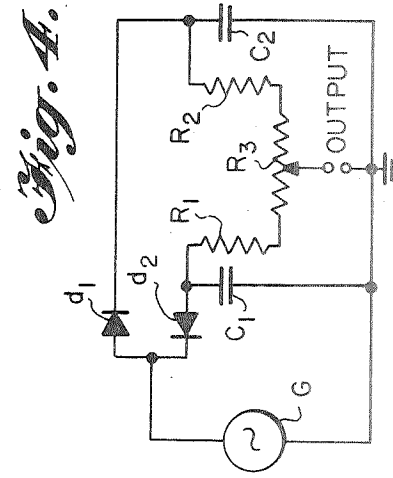 Fig. 4.
d1
d2
R1
R2
R3
C1
C2
G
OUTPUT